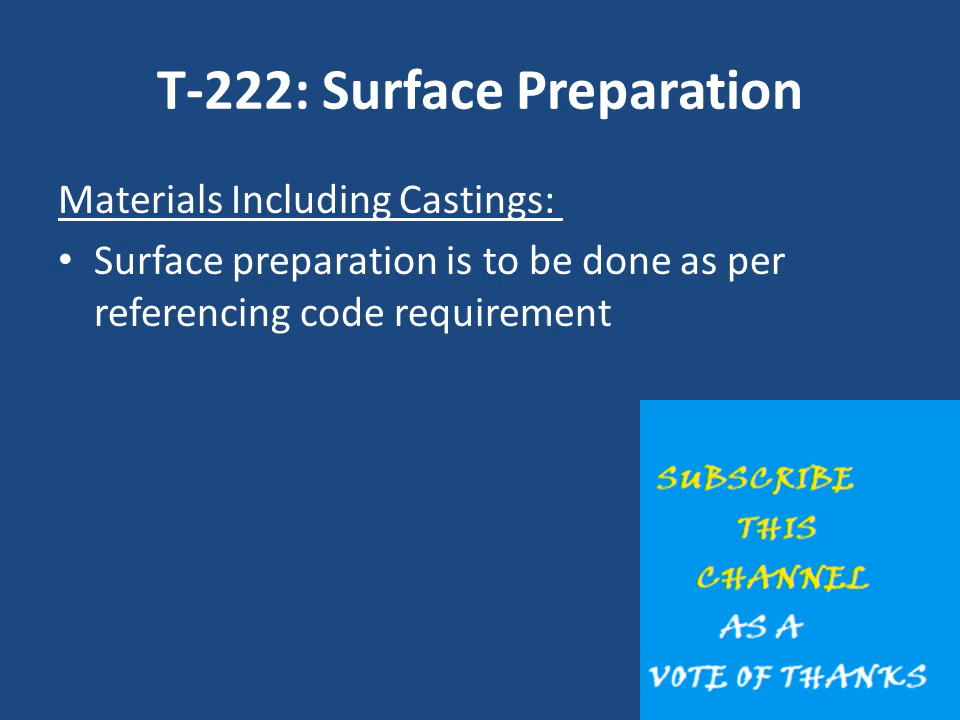 T-222: Surface Preparation
Materials Including Castings:
• Surface preparation is to be done as per
referencing code requirement
SUBSCRIBE
THIS
CHANNEL
AS A
VOTE OF THANKS